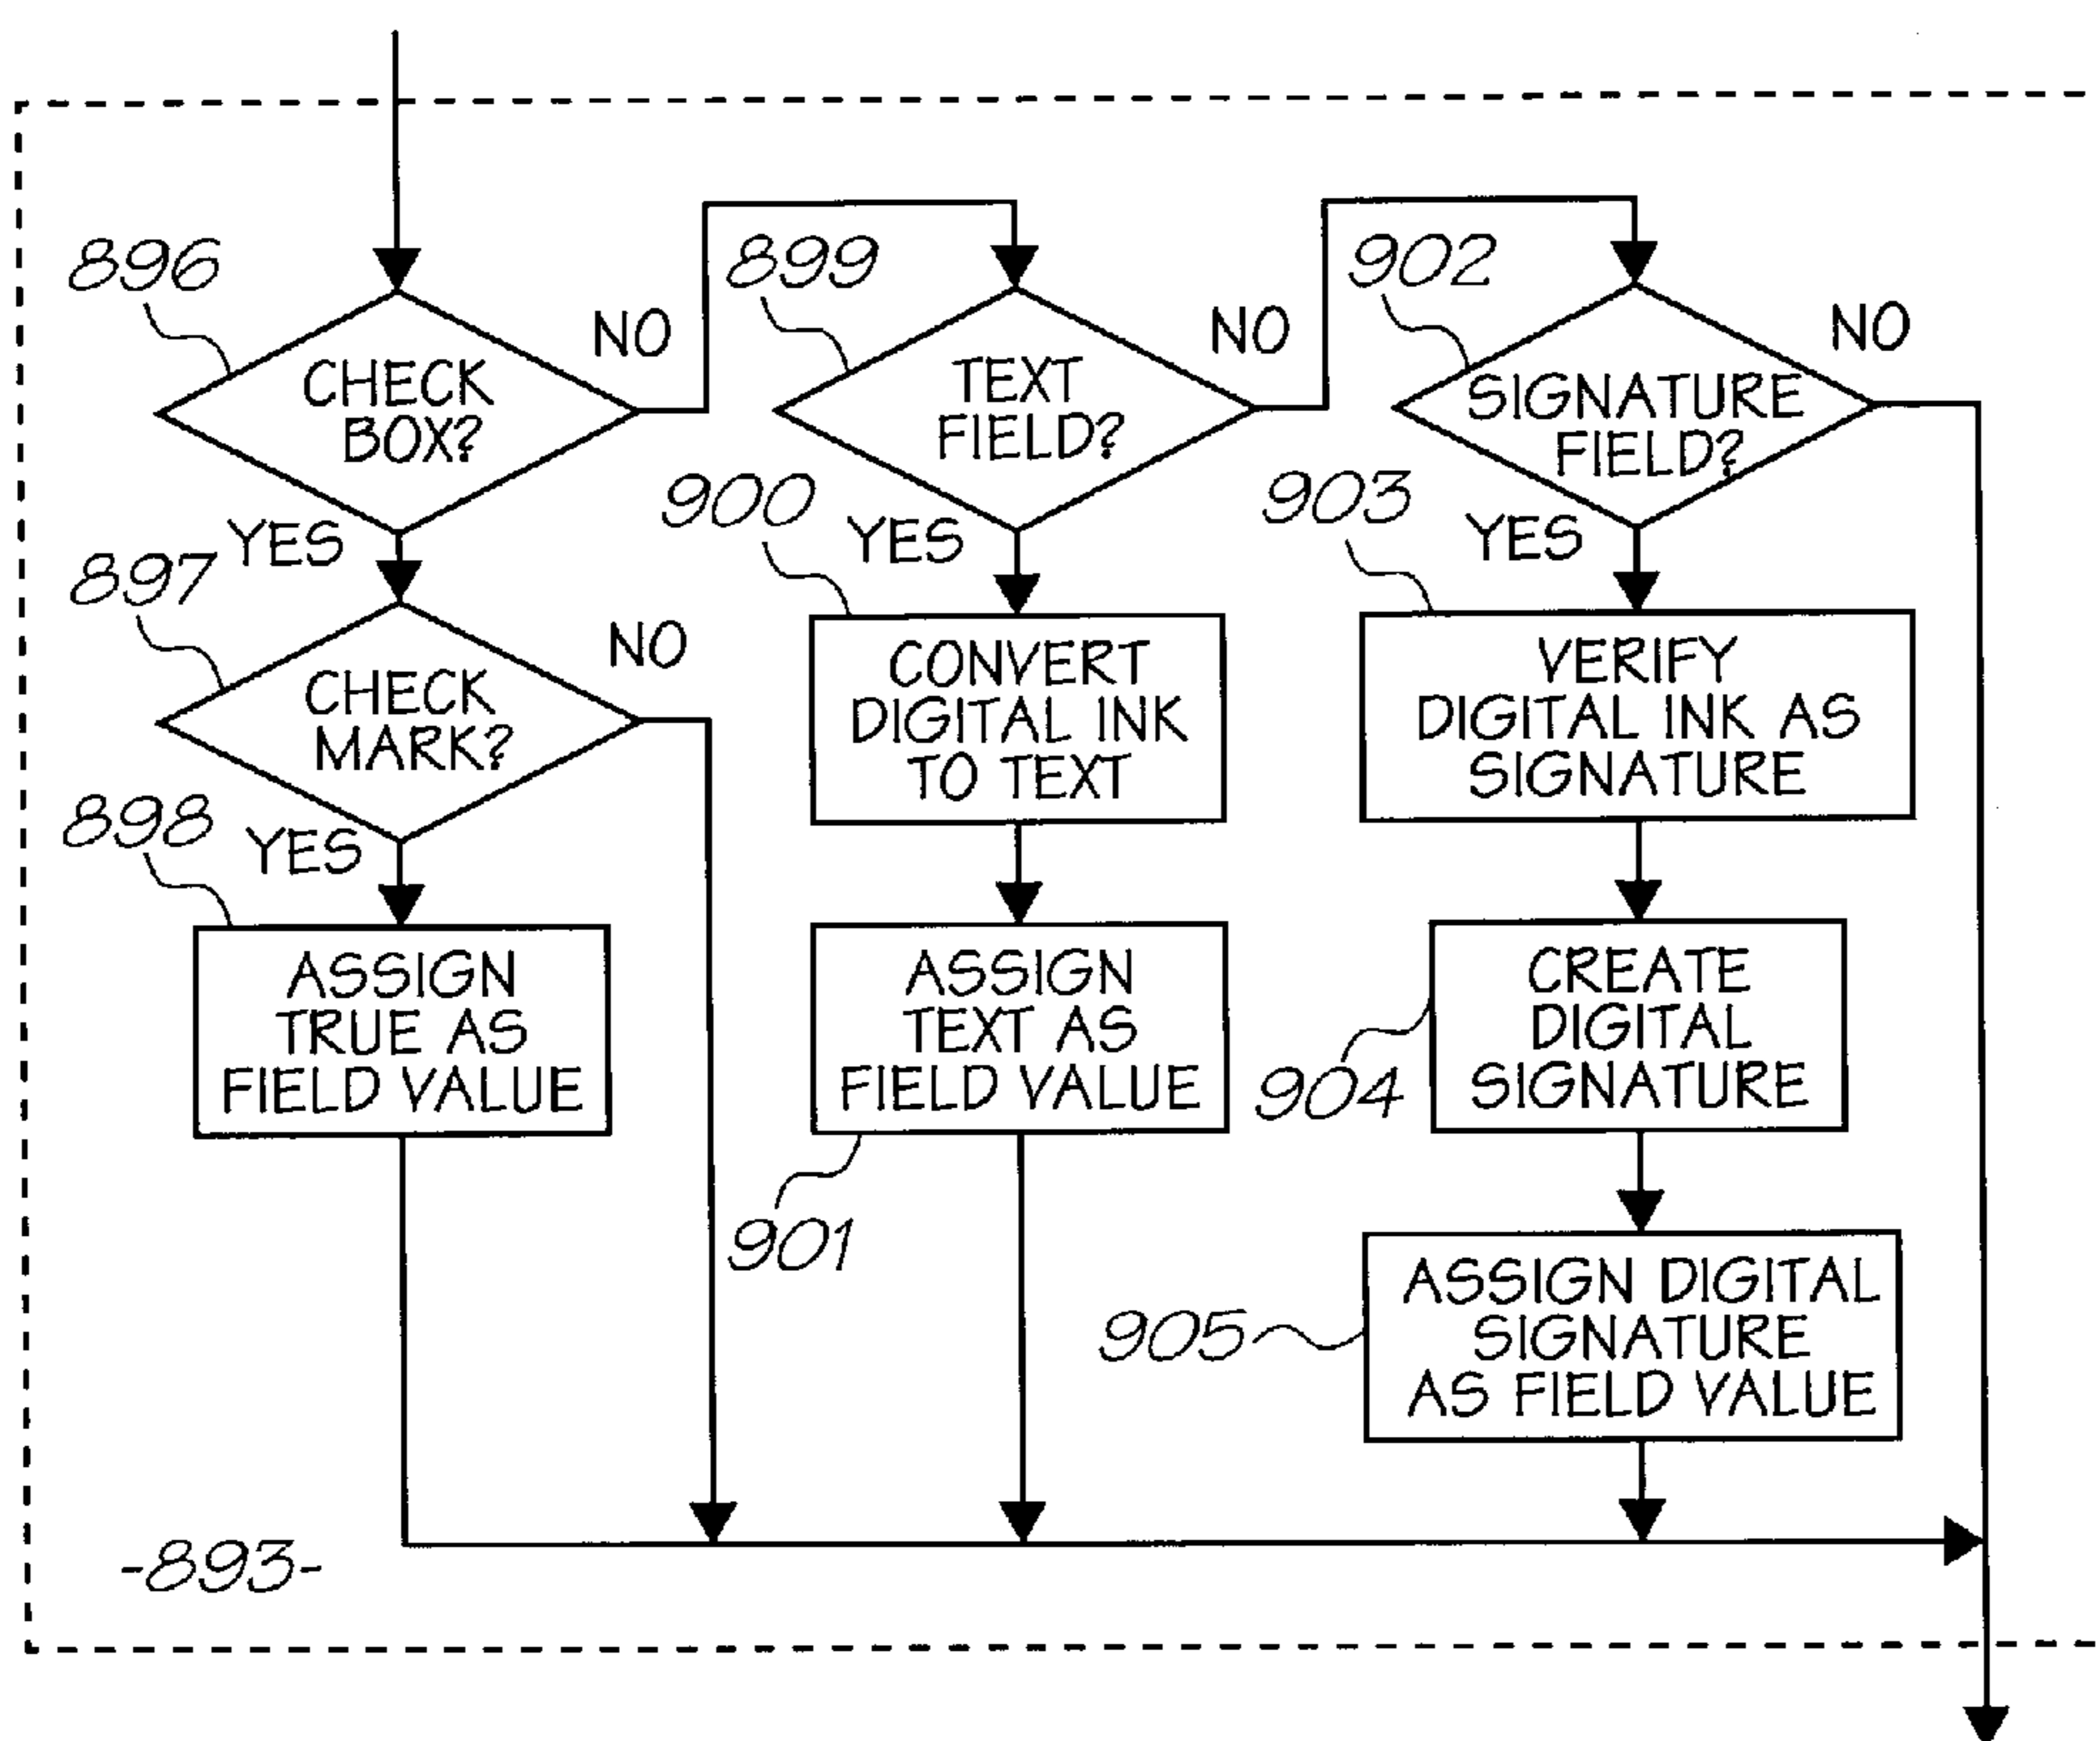 896
CHECK
BOX?
NO
YES
897
CHECK
MARK?
NO
YES
898
ASSIGN
TRUE AS
FIELD VALUE
899
TEXT
FIELD?
NO
YES
900
CONVERT
DIGITAL INK
TO TEXT
ASSIGN
TEXT AS
FIELD VALUE
901
902
SIGNATURE
FIELD?
NO
YES
903
VERIFY
DIGITAL INK AS
SIGNATURE
CREATE
DIGITAL
SIGNATURE
904
ASSIGN DIGITAL
SIGNATURE
AS FIELD VALUE
905
-893-